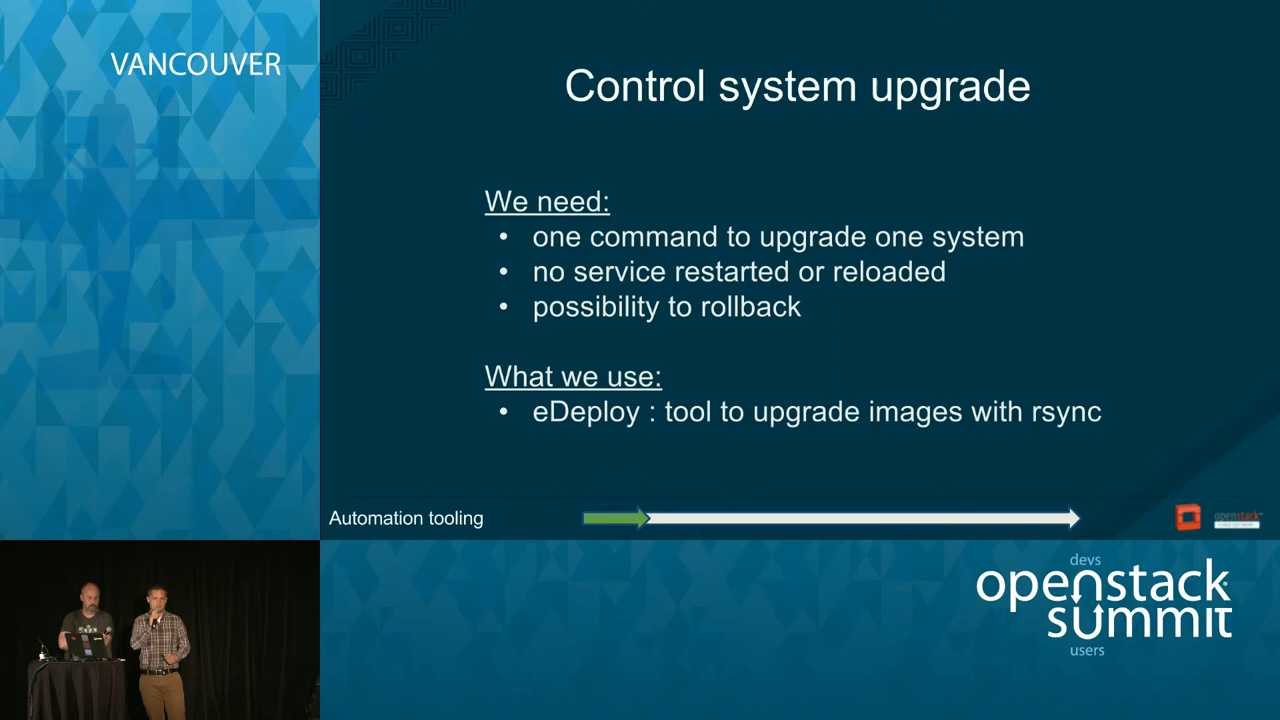 VANCOUVER
Control system upgrade
We need:
• one command to upgrade one system
• no service restarted or reloaded
• possibility to rollback
What we use:
• eDeploy : tool to upgrade images with rsync
Automation tooling
openstack
devs
openstack
summit
users